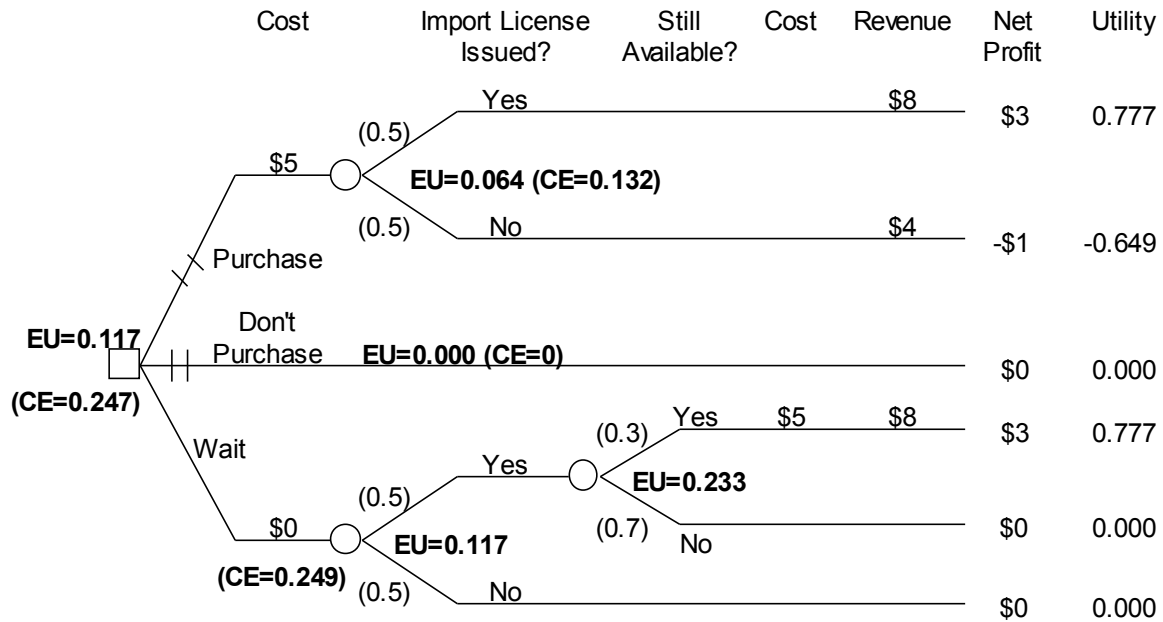 Cost Import License Still Cost Revenue Net Utility
Issued? Available? Profit
Yes $8
$3 0.777
(0.5)
$5
EU=0.064 (CE=0.132)
(0.5) No $4
-$1 -0.649
Purchase
Don't
EU=0.117 Purchase EU=0.000 (CE=0)
$0 0.000
(CE=0.247)
Yes $5 $8
(0.3) $3 0.777
Wait
Yes
EU=0.233
(0.5)
$0 (0.7) $0 0.000
EU=0.117 No
(CE=0.249)
(0.5) No
$0 0.000